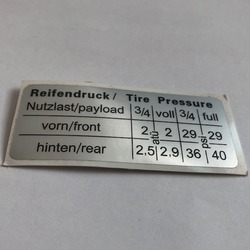 Reifendruck / Tire Pressure
Nutzlast/payload 3/4 voll 3/4 full
vorn/front 2 atü 2 29 psi 29
hinten/rear 2,5 2,9 36 40